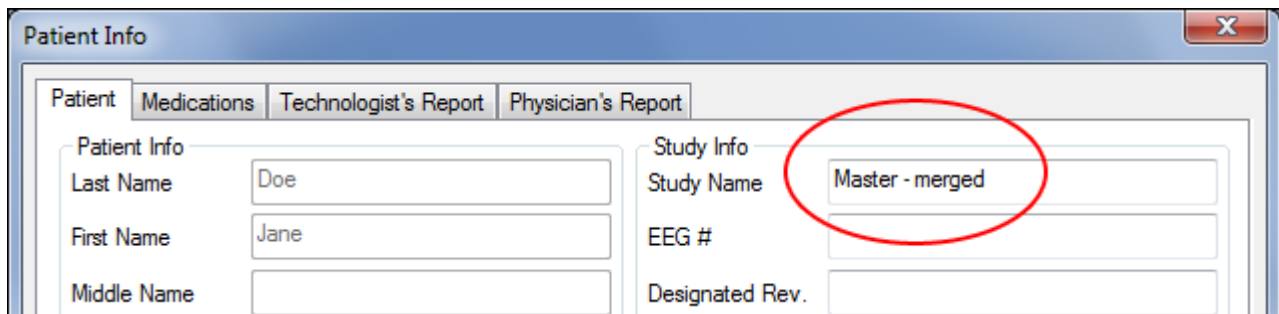 Patient Info
Patient Medications Technologist's Report Physician's Report
Patient Info
Last Name Doe
First Name Jane
Middle Name
Study Info
Study Name Master - merged
EEG #
Designated Rev.